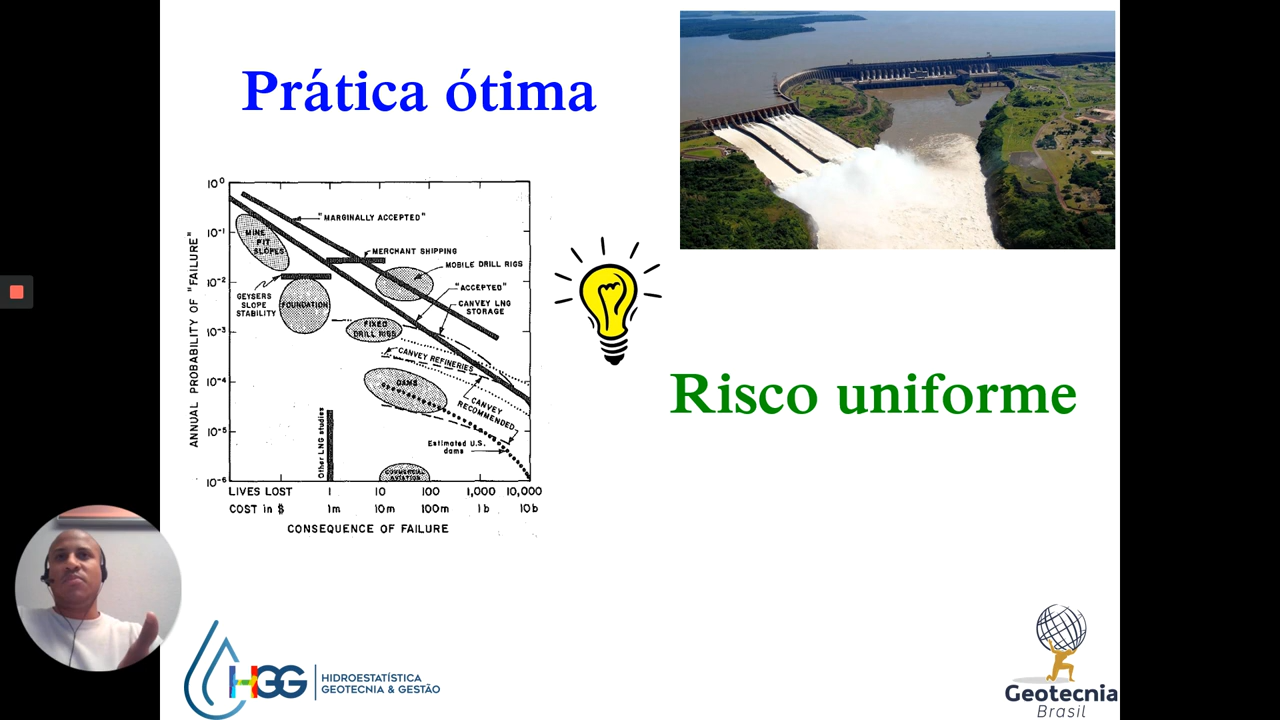 Prática ótima
10⁰
10⁻¹
10⁻²
10⁻³
10⁻⁴
10⁻⁵
10⁻⁶
ANNUAL PROBABILITY OF "FAILURE"
"MARGINALLY ACCEPTED"
MINE
PIT
SLOPES
MERCHANT SHIPPING
MOBILE DRILL RIGS
"ACCEPTED"
GEYSERS
SLOPE
STABILITY
FOUNDATION
CANVEY LNG
STORAGE
FIXED
DRILL RIGS
CANVEY REFINERIES
DAMS
CANVEY
RECOMMENDED
Estimated U.S.
dams
Other LNG studies
COMMERCIAL
AVIATION
LIVES LOST 1 10 100 1,000 10,000
COST in $ 1m 10m 100m 1b 10b
CONSEQUENCE OF FAILURE
Risco uniforme
HGG
HIDROESTATÍSTICA
GEOTECNIA & GESTÃO
Geotecnia
Brasil